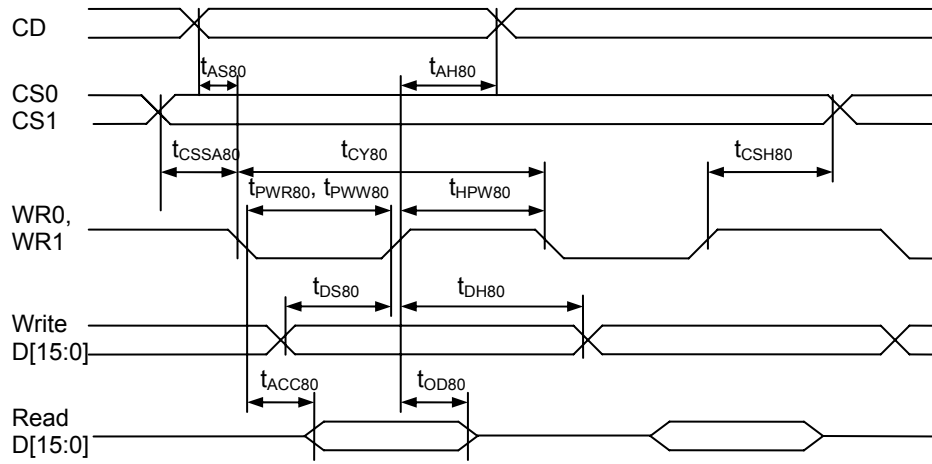 CD
tAS80 tAH80
CS0
CS1
tCSSA80 tCY80 tCSH80
tPWR80, tPWW80 tHPW80
WR0,
WR1
tDS80 tDH80
Write
D[15:0]
tACC80 tOD80
Read
D[15:0]